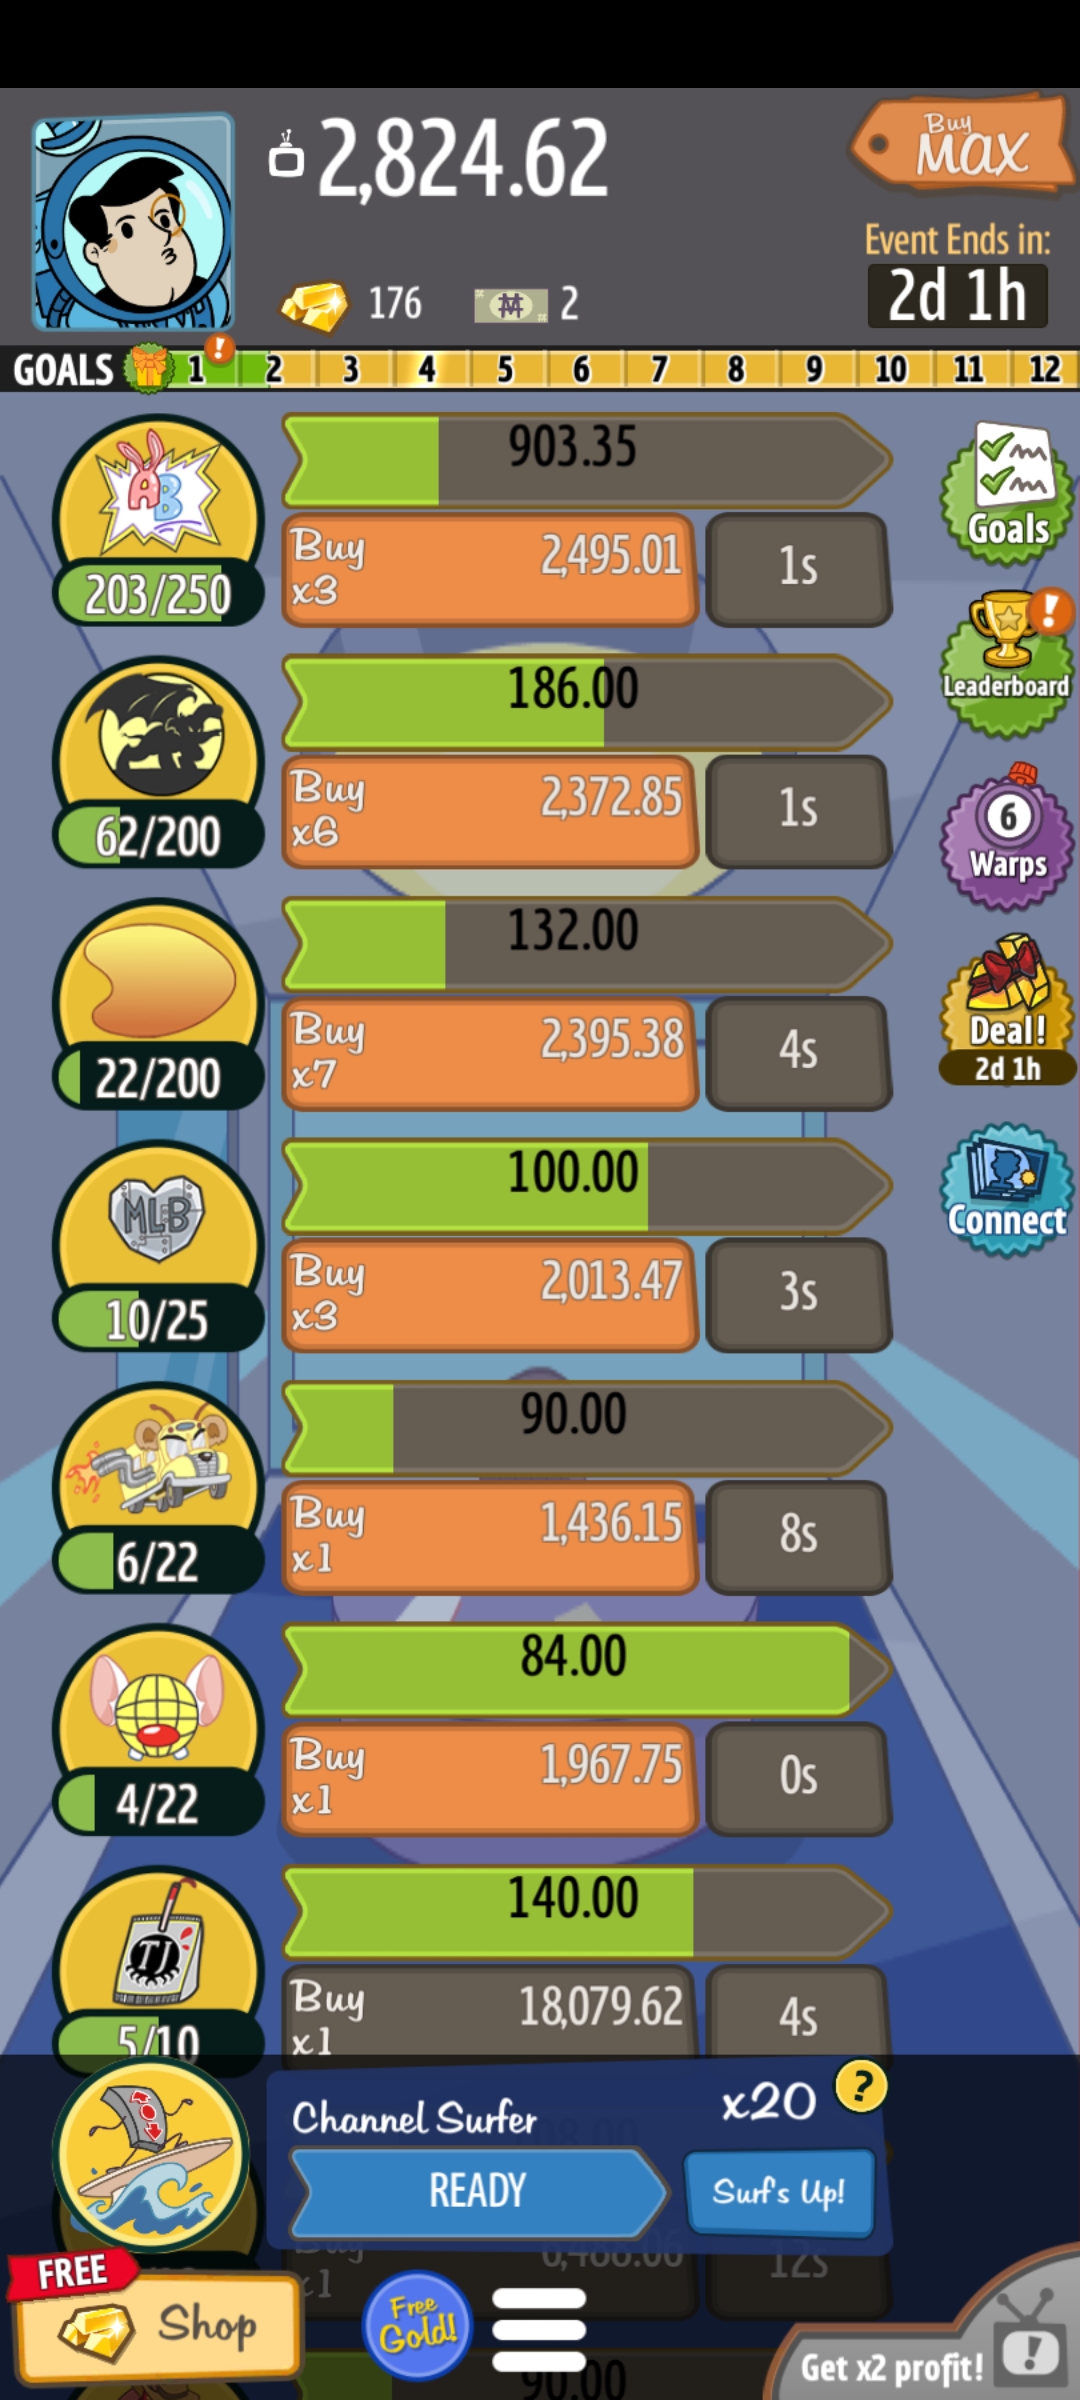 2,824.62
Buy
MAX
Event Ends in:
2d 1h
176
2
GOALS 1 ! 2 3 4 5 6 7 8 9 10 11 12
AB
903.35
203/250
Buy
x3
2,495.01
1s
Goals
186.00
62/200
Buy
x6
2,372.85
1s
!
Leaderboard
132.00
22/200
Buy
x7
2,395.38
4s
6
Warps
MLB
100.00
10/25
Buy
x3
2,013.47
3s
Deal!
2d 1h
90.00
6/22
Buy
x1
1,436.15
8s
Connect
84.00
4/22
Buy
x1
1,967.75
0s
TJ
140.00
5/10
Buy
x1
18,079.62
4s
Channel Surfer
x20
?
READY
Surf's Up!
Buy
x1
6,488.06
12s
FREE
Shop
Free
Gold!
90.00
Get x2 profit!
!